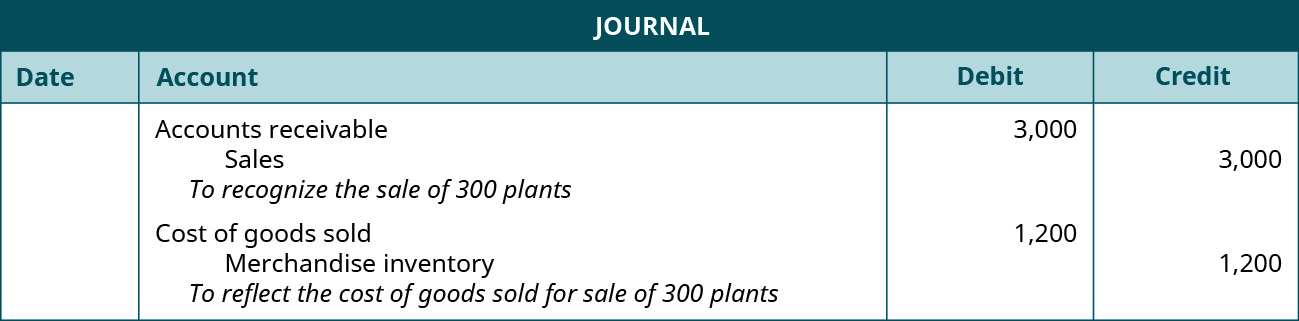 JOURNAL
Date Account Debit Credit
Accounts receivable 3,000
Sales 3,000
To recognize the sale of 300 plants
Cost of goods sold 1,200
Merchandise inventory 1,200
To reflect the cost of goods sold for sale of 300 plants